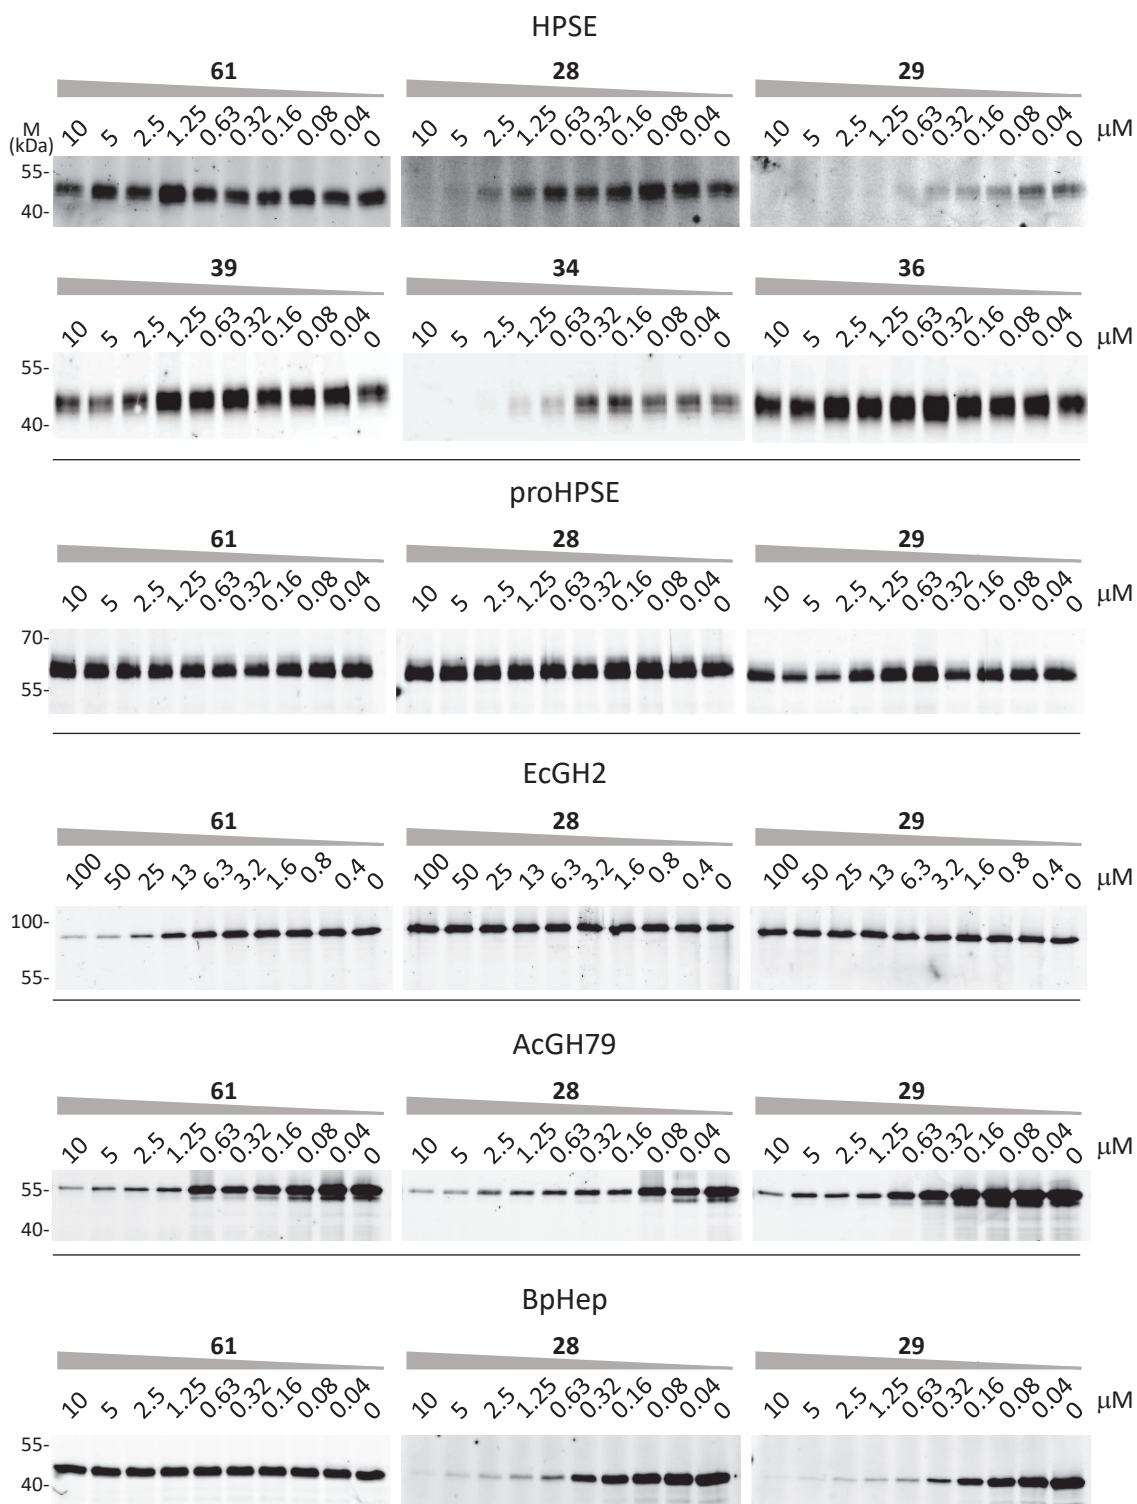 HPSE
61 28 29
M
(kDa)
10 5 2.5 1.25 0.63 0.32 0.16 0.08 0.04 0 10 5 2.5 1.25 0.63 0.32 0.16 0.08 0.04 0 10 5 2.5 1.25 0.63 0.32 0.16 0.08 0.04 0 μM
55-
40-
39 34 36
10 5 2.5 1.25 0.63 0.32 0.16 0.08 0.04 0 10 5 2.5 1.25 0.63 0.32 0.16 0.08 0.04 0 10 5 2.5 1.25 0.63 0.32 0.16 0.08 0.04 0 μM
55-
40-
proHPSE
61 28 29
10 5 2.5 1.25 0.63 0.32 0.16 0.08 0.04 0 10 5 2.5 1.25 0.63 0.32 0.16 0.08 0.04 0 10 5 2.5 1.25 0.63 0.32 0.16 0.08 0.04 0 μM
70-
55-
EcGH2
61 28 29
100 50 25 13 6.3 3.2 1.6 0.8 0.4 0 100 50 25 13 6.3 3.2 1.6 0.8 0.4 0 100 50 25 13 6.3 3.2 1.6 0.8 0.4 0 μM
100-
55-
AcGH79
61 28 29
10 5 2.5 1.25 0.63 0.32 0.16 0.08 0.04 0 10 5 2.5 1.25 0.63 0.32 0.16 0.08 0.04 0 10 5 2.5 1.25 0.63 0.32 0.16 0.08 0.04 0 μM
55-
40-
BpHep
61 28 29
10 5 2.5 1.25 0.63 0.32 0.16 0.08 0.04 0 10 5 2.5 1.25 0.63 0.32 0.16 0.08 0.04 0 10 5 2.5 1.25 0.63 0.32 0.16 0.08 0.04 0 μM
55-
40-